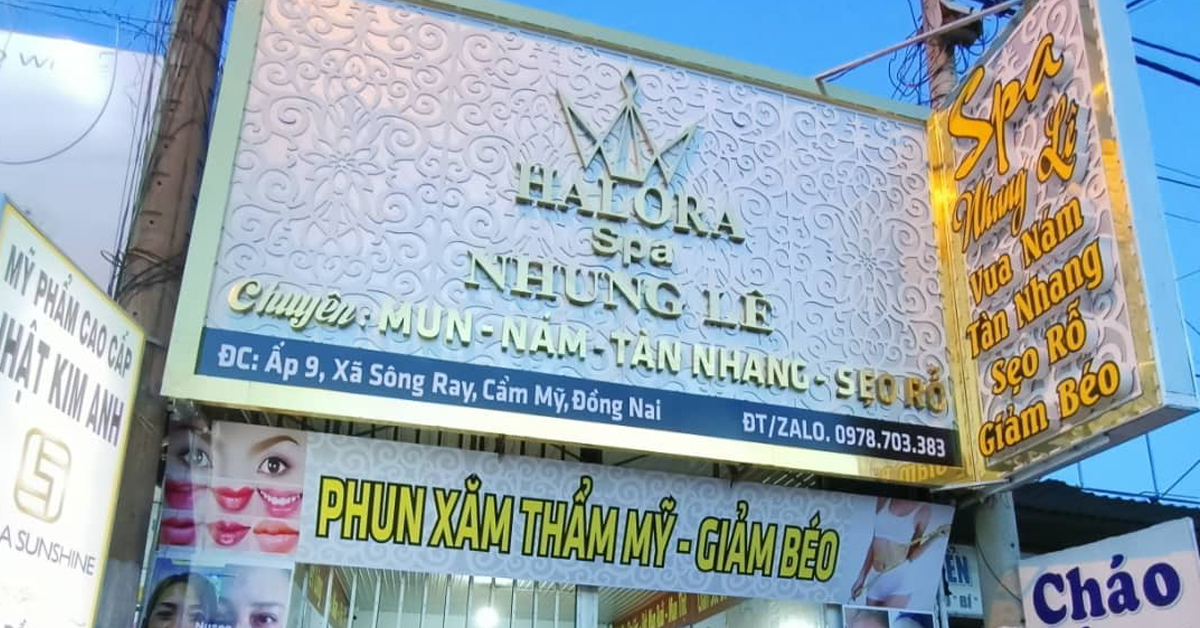 HALORA
Spa
NHUNG LÊ
Chuyên: MỤN - NÁM - TÀN NHANG - SẸO RỖ
ĐC: Ấp 9, Xã Sông Ray, Cẩm Mỹ, Đồng Nai
ĐT/ZALO. 0978.703.383
Spa
Nhung Lê
Vua Nám
Tàn Nhang
Sẹo Rỗ
Giảm Béo
PHUN XĂM THẨM MỸ - GIẢM BÉO
MỸ PHẨM CAO CẤP
NHẬT KIM ANH
A SUNSHINE
Cháo